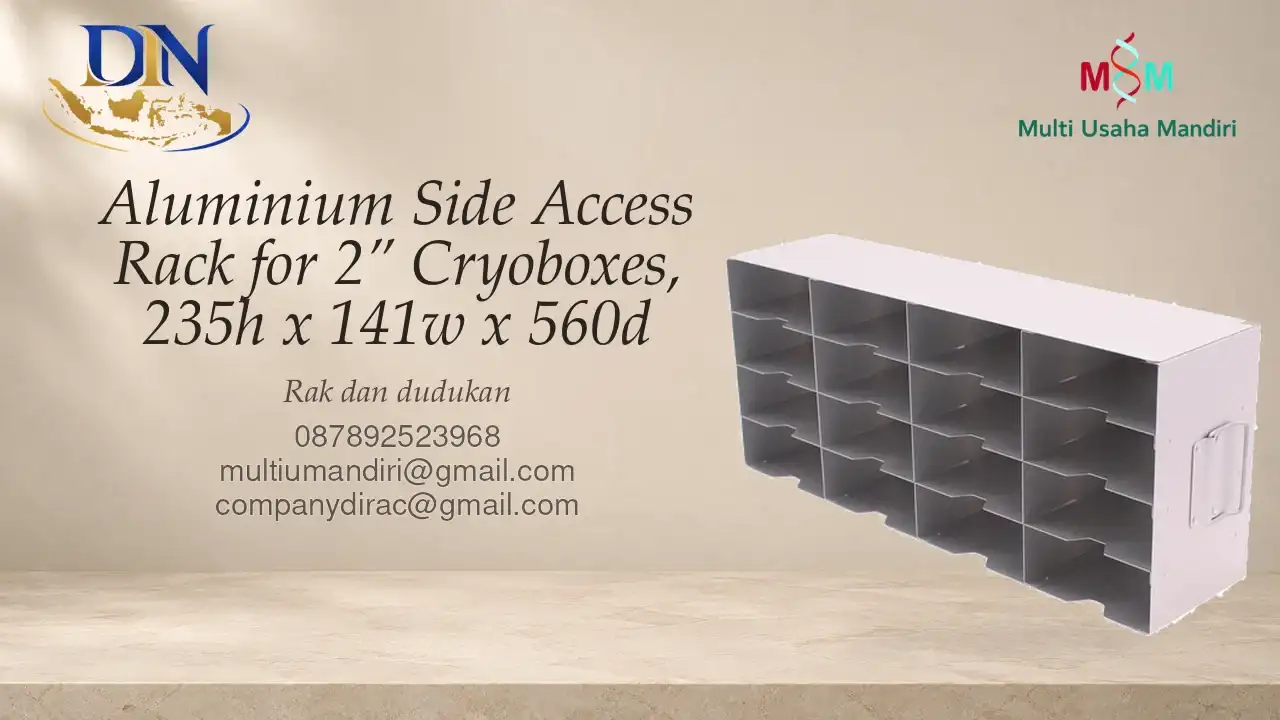 DN
MSM
Multi Usaha Mandiri
Aluminium Side Access
Rack for 2” Cryoboxes,
235h x 141w x 560d
Rak dan dudukan
087892523968
multiumandiri@gmail.com
companydirac@gmail.com